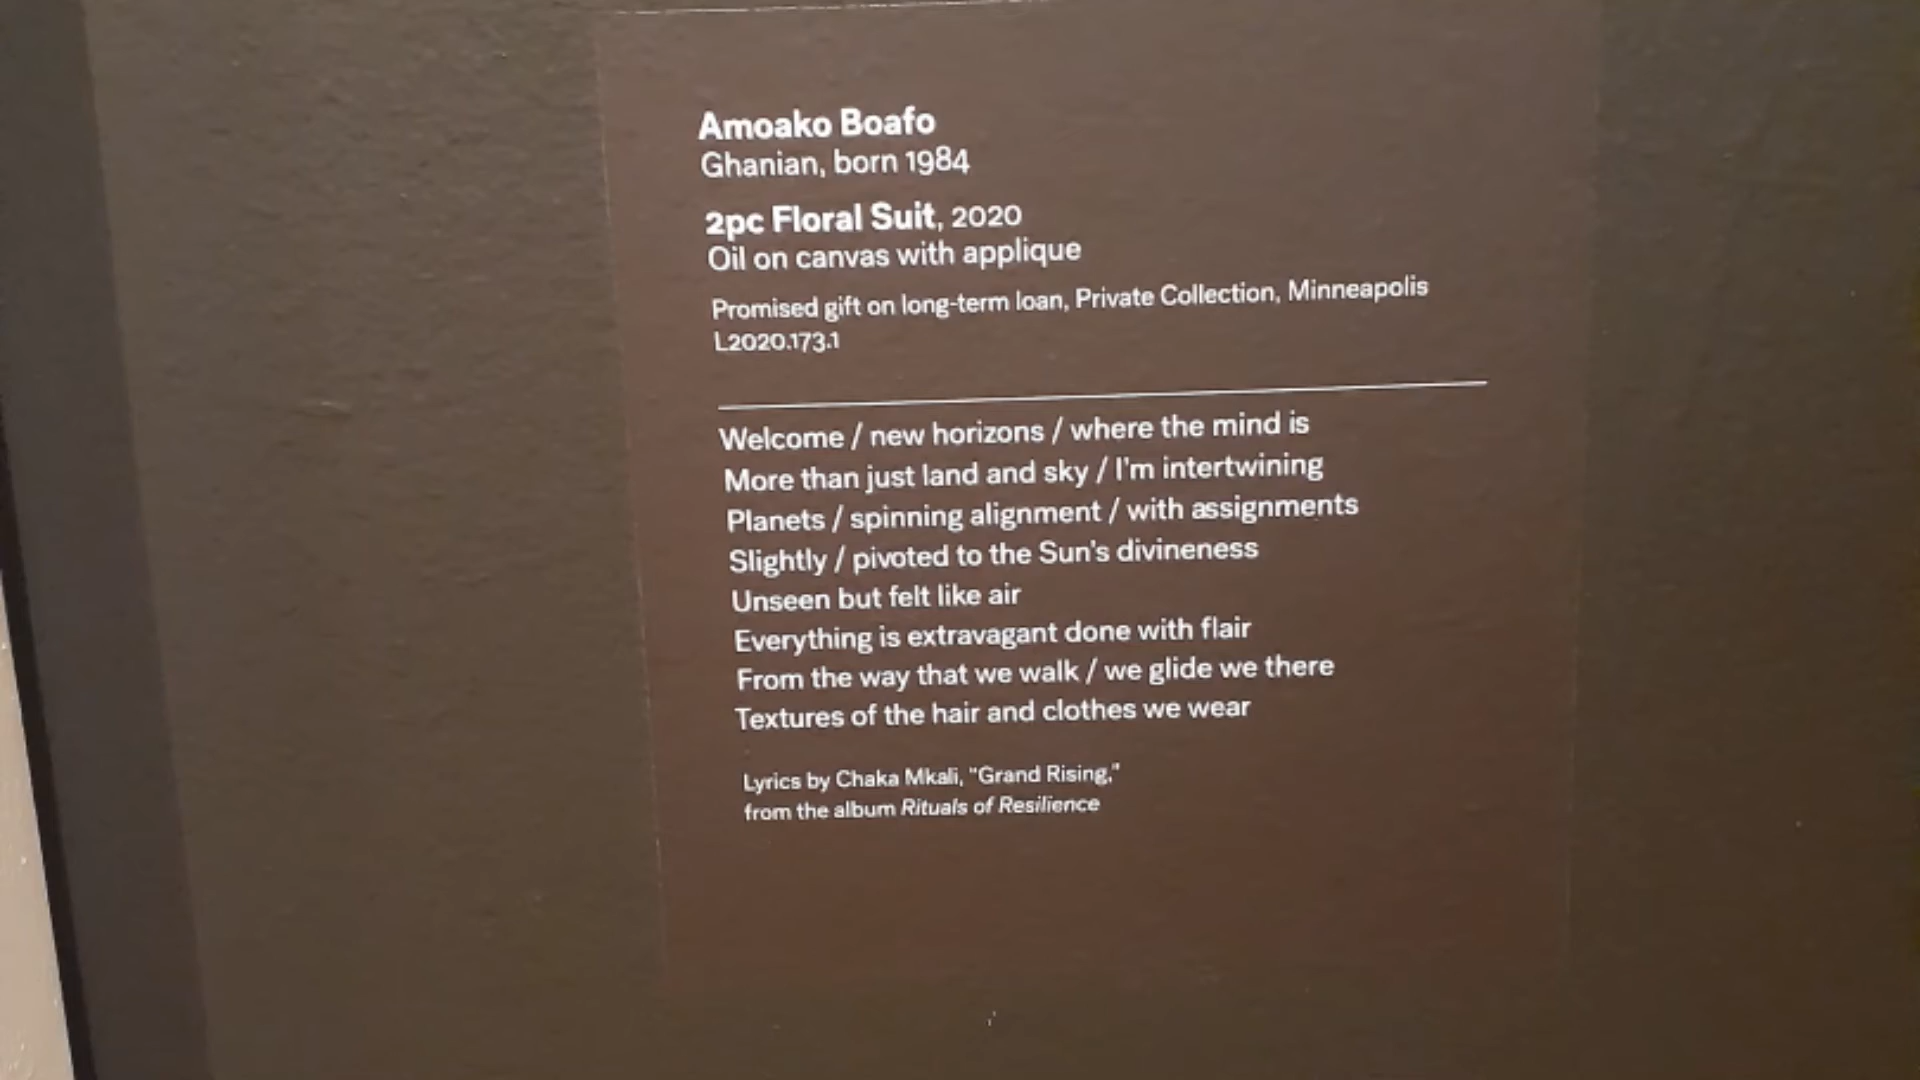 Amoako Boafo
Ghanian, born 1984
2pc Floral Suit, 2020
Oil on canvas with applique
Promised gift on long-term loan, Private Collection, Minneapolis
L2020.173.1
Welcome / new horizons / where the mind is
More than just land and sky / I'm intertwining
Planets / spinning alignment / with assignments
Slightly / pivoted to the Sun's divineness
Unseen but felt like air
Everything is extravagant done with flair
From the way that we walk / we glide we there
Textures of the hair and clothes we wear
Lyrics by Chaka Mkali, "Grand Rising,"
from the album Rituals of Resilience